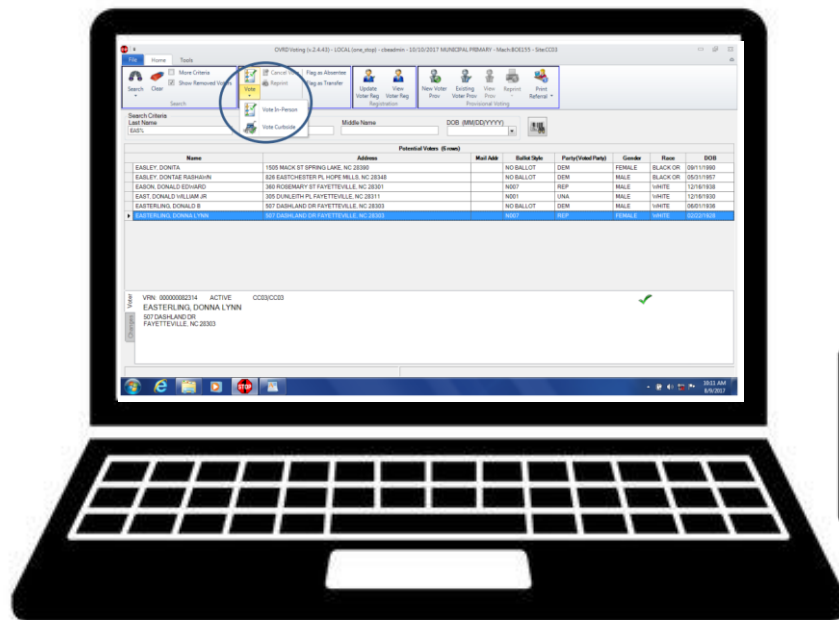 OVRD Voting (v.2.4.43) - LOCAL (one_stop) - cbeadmin - 10/10/2017 MUNICIPAL PRIMARY - Mach:BOX155 - Site:CC03
File Home Tools
Search Clear More Criteria Show Removed Voters
Vote Cancel Vote Reprint Flag as Absentee Flag as Transfer
Update Voter Reg View Voter Reg New Voter Prov Existing Voter Prov View Prov Reprint Print Referral
Search Registration Provisional Voting
Vote In-Person
Vote Curbside
Search Criteria
Last Name Middle Name DOB (MM/DD/YYYY)
Potential Voters (6 rows)
Name Address Mail Addr Ballot Style Party(Voted Party) Gender Race DOB
EASLEY, DONITA 1505 MACK ST SPRING LAKE, NC 28390 NO BALLOT DEM FEMALE BLACK OR 09/11/1990
EASLEY, DONTAE RASHAWN 826 EASTCHESTER PL HOPE MILLS, NC 28348 NO BALLOT DEM MALE BLACK OR 05/31/1957
EASON, DONALD EDWARD 360 ROSEMARY ST FAYETTEVILLE, NC 28301 N007 REP MALE WHITE 12/16/1938
EAST, DONALD WILLIAM JR 305 DUNLEITH PL FAYETTEVILLE, NC 28311 N001 UNA MALE WHITE 12/16/1930
EASTERLING, DONALD B 507 DASHLAND DR FAYETTEVILLE, NC 28303 NO BALLOT DEM MALE WHITE 06/01/1938
EASTERLING, DONNA LYNN 507 DASHLAND DR FAYETTEVILLE, NC 28303 N007 REP FEMALE WHITE
Voter
Changes
VRN: 000000082314 ACTIVE CC03|CC03
EASTERLING, DONNA LYNN
507 DASHLAND DR
FAYETTEVILLE, NC 28303
STOP
10:11 AM
8/9/2017